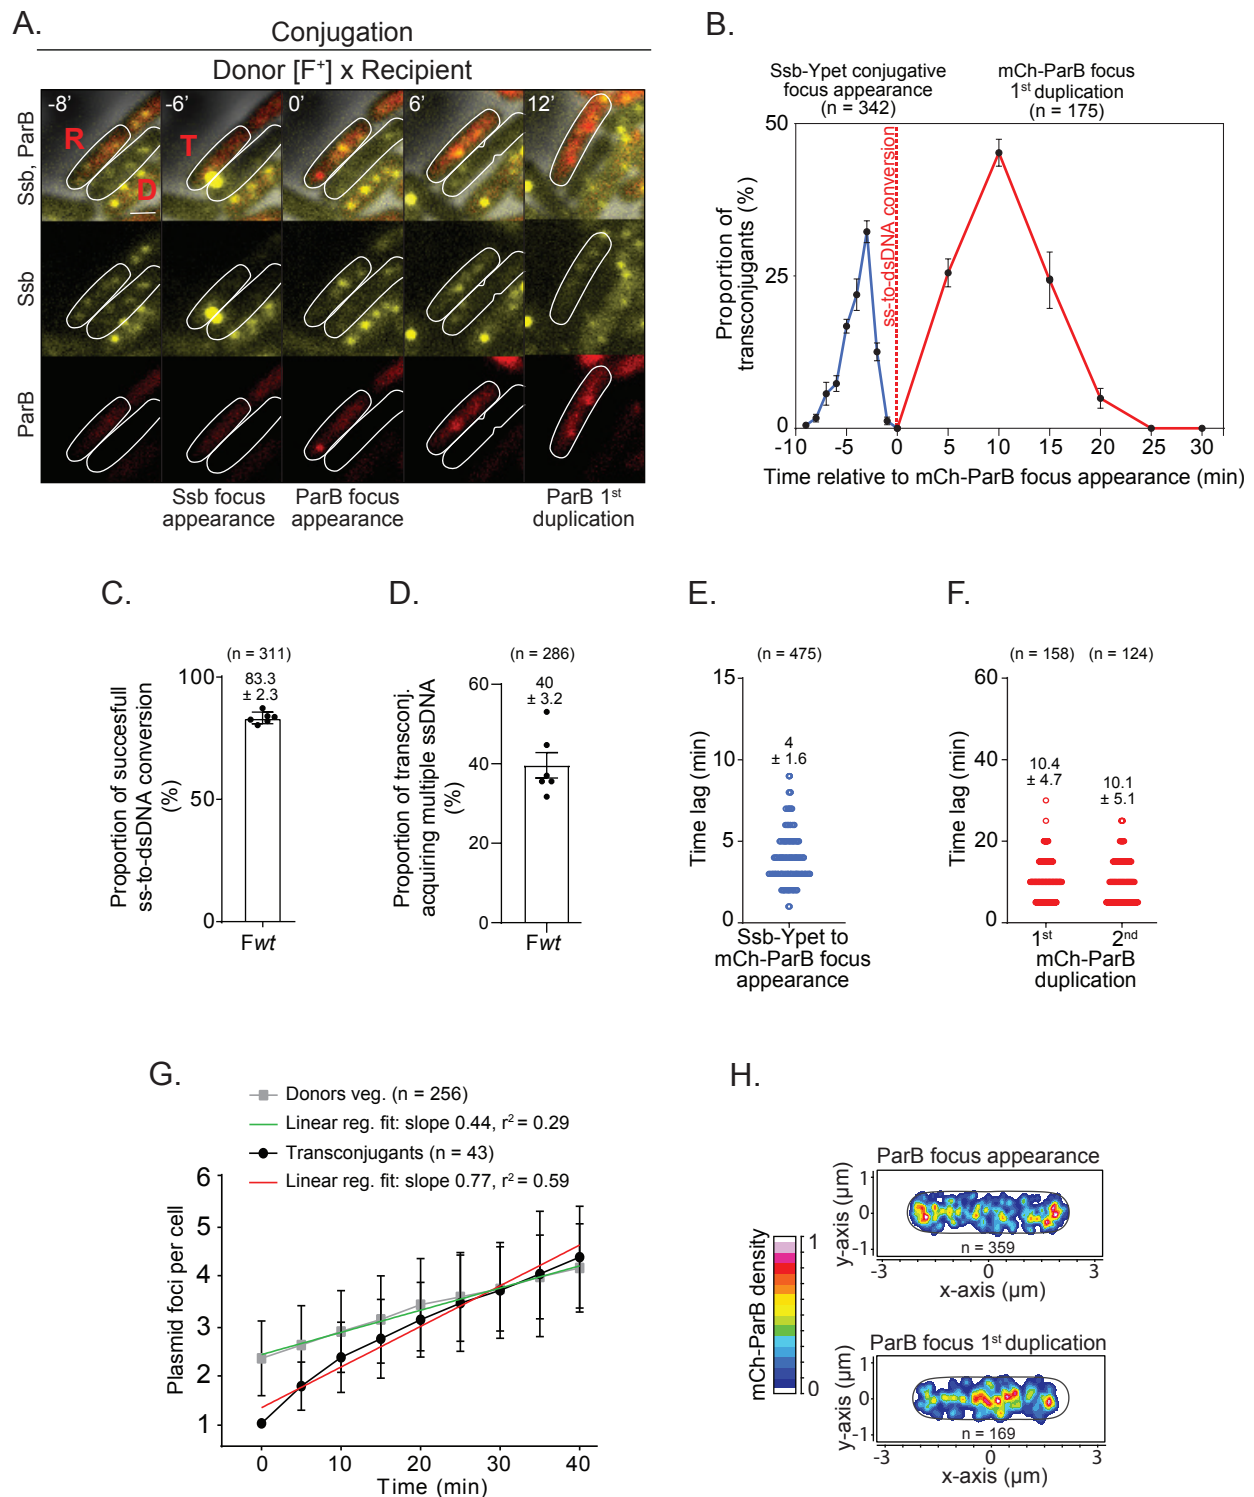 A.
Conjugation
Donor [F⁺] x Recipient
-8’
-6’
0’
6’
12’
R
T
D
Ssb, ParB
Ssb
ParB
Ssb focus
appearance
ParB focus
appearance
ParB 1st
duplication
B.
Ssb-Ypet conjugative
focus appearance
(n = 342)
mCh-ParB focus
1st duplication
(n = 175)
Proportion of
transconjugants (%)
50
25
0
ss-to-dsDNA conversion
-10
-5
0
5
10
15
20
25
30
Time relative to mCh-ParB focus appearance (min)
C.
(n = 311)
83.3
± 2.3
Proportion of succesfull
ss-to-dsDNA conversion
(%)
100
50
0
Fwt
D.
(n = 286)
40
± 3.2
Proportion of transconj.
acquiring multiple ssDNA
(%)
60
40
20
0
Fwt
E.
(n = 475)
Time lag (min)
15
10
5
0
4
± 1.6
Ssb-Ypet to
mCh-ParB focus
appearance
F.
(n = 158)
(n = 124)
Time lag (min)
60
40
20
0
10.4
± 4.7
10.1
± 5.1
1st
2nd
mCh-ParB
duplication
G.
Donors veg. (n = 256)
Linear reg. fit: slope 0.44, r² = 0.29
Transconjugants (n = 43)
Linear reg. fit: slope 0.77, r² = 0.59
Plasmid foci per cell
6
5
4
3
2
1
0
10
20
30
40
Time (min)
H.
mCh-ParB density
1
0
ParB focus appearance
y-axis (µm)
1
0
-1
n = 359
-3
0
3
x-axis (µm)
ParB focus 1st duplication
y-axis (µm)
1
0
-1
n = 169
-3
0
3
x-axis (µm)